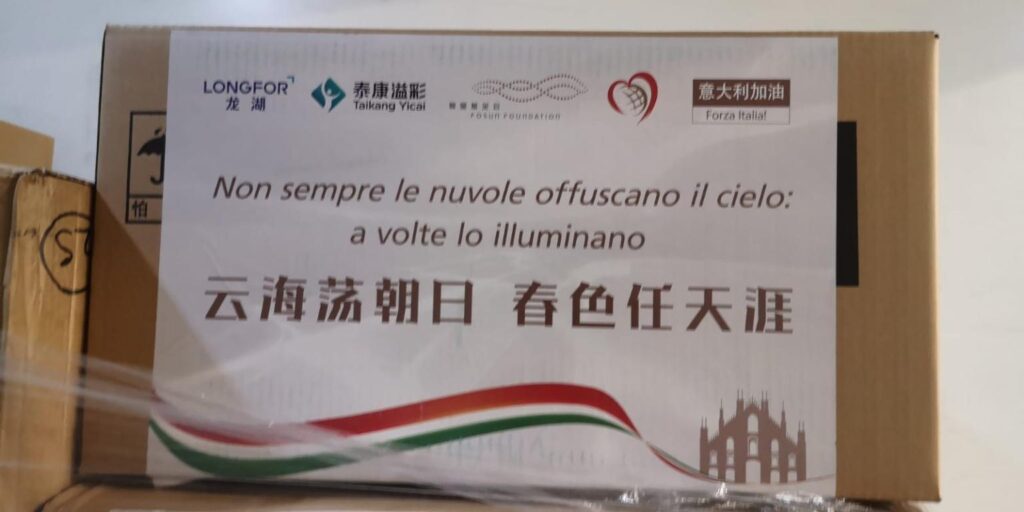 LONGFOR
龙湖
泰康溢彩
Taikang Yicai
FOSUN FOUNDATION
意大利加油
Forza Italia!
Non sempre le nuvole offuscano il cielo:
a volte lo illuminano
云海荡朝日 春色任天涯
怕